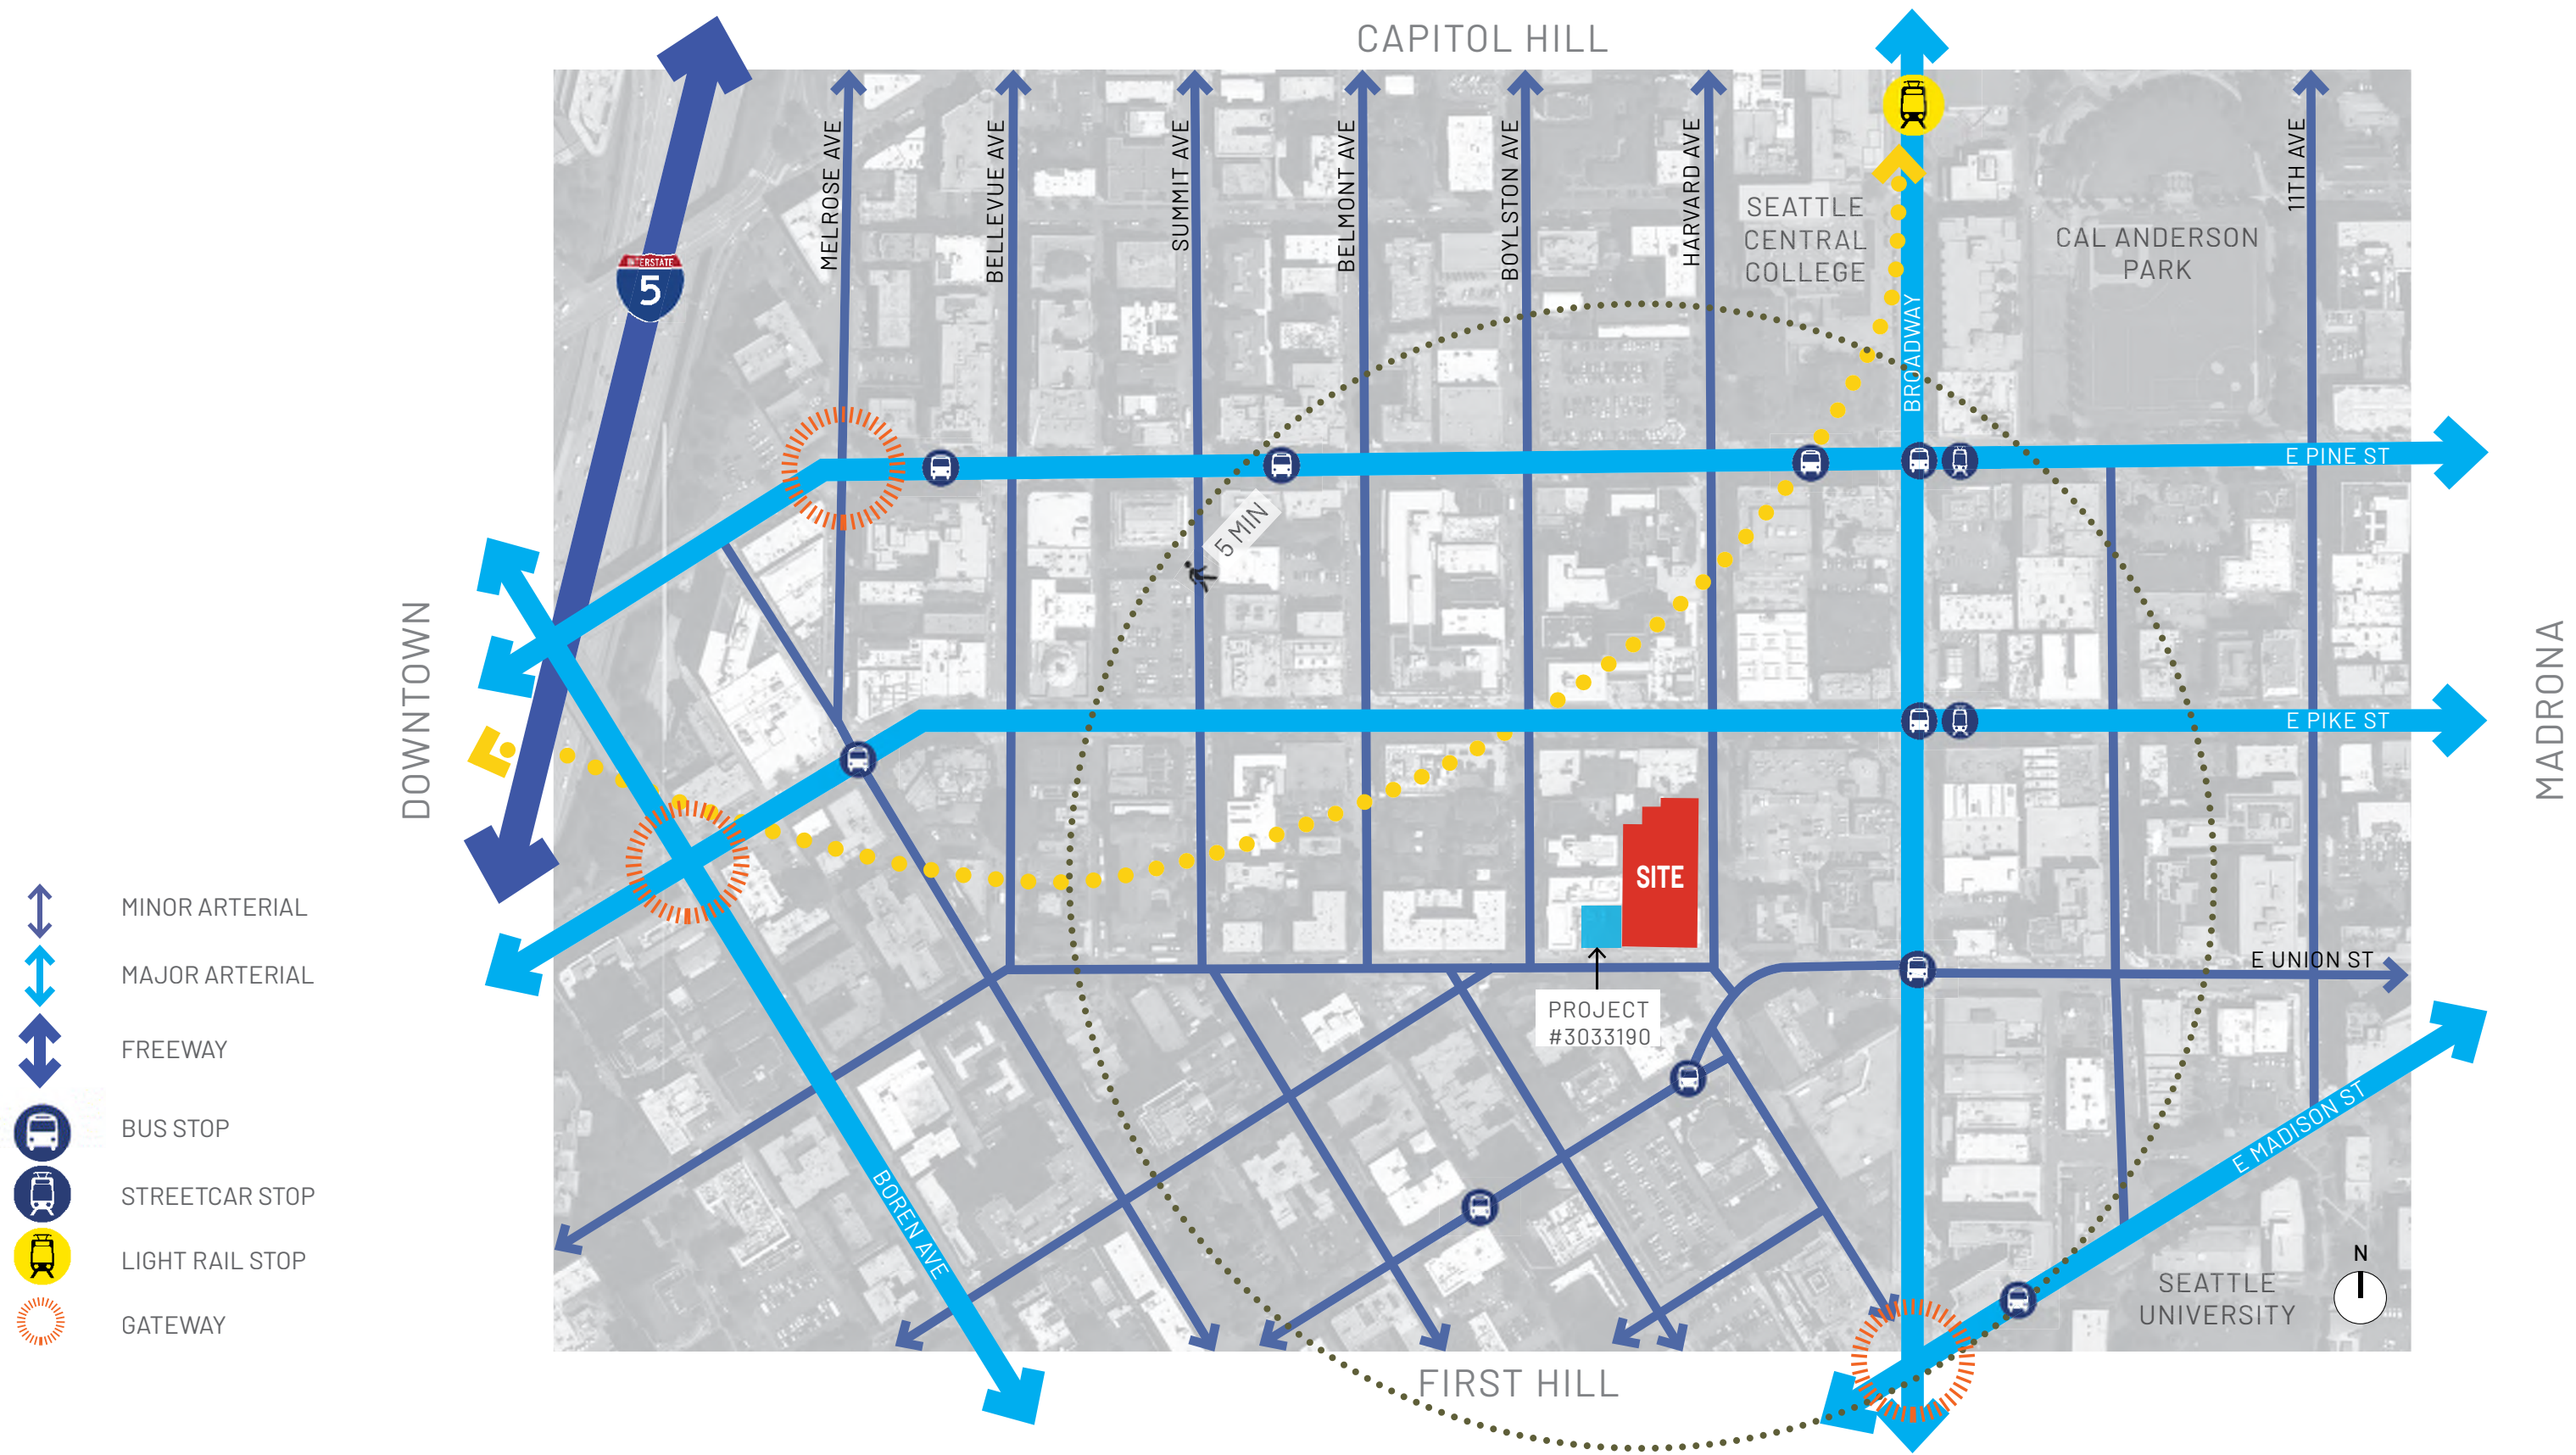 CAPITOL HILL
MELROSE AVE
BELLEVUE AVE
SUMMIT AVE
BELMONT AVE
BOYLSTON AVE
HARVARD AVE
SEATTLE
CENTRAL
COLLEGE
BROADWAY
CAL ANDERSON
PARK
11TH AVE
5
E PINE ST
5 MIN
DOWNTOWN
MADRONA
E PIKE ST
SITE
PROJECT
#3033190
E UNION ST
E MADISON ST
BOREN AVE
SEATTLE
UNIVERSITY
N
FIRST HILL
MINOR ARTERIAL
MAJOR ARTERIAL
FREEWAY
BUS STOP
STREETCAR STOP
LIGHT RAIL STOP
GATEWAY